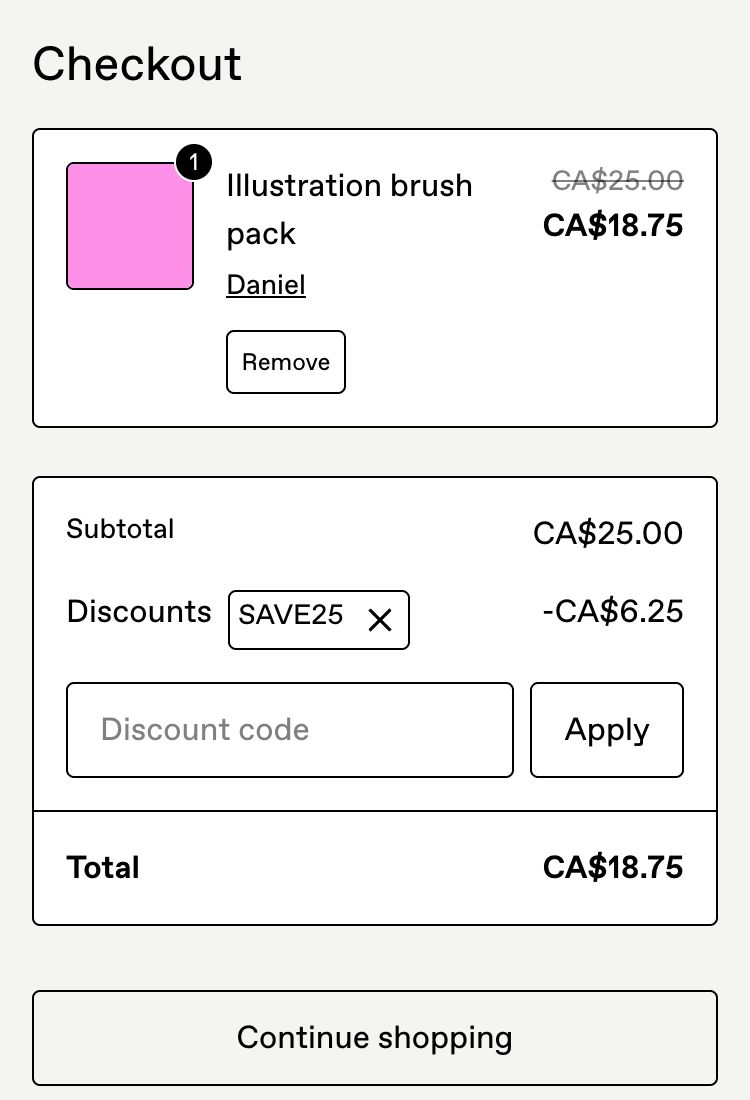 Checkout
1
Illustration brush
pack
CA$25.00
CA$18.75
Daniel
Remove
Subtotal
CA$25.00
Discounts
SAVE25
-CA$6.25
Discount code
Apply
Total
CA$18.75
Continue shopping